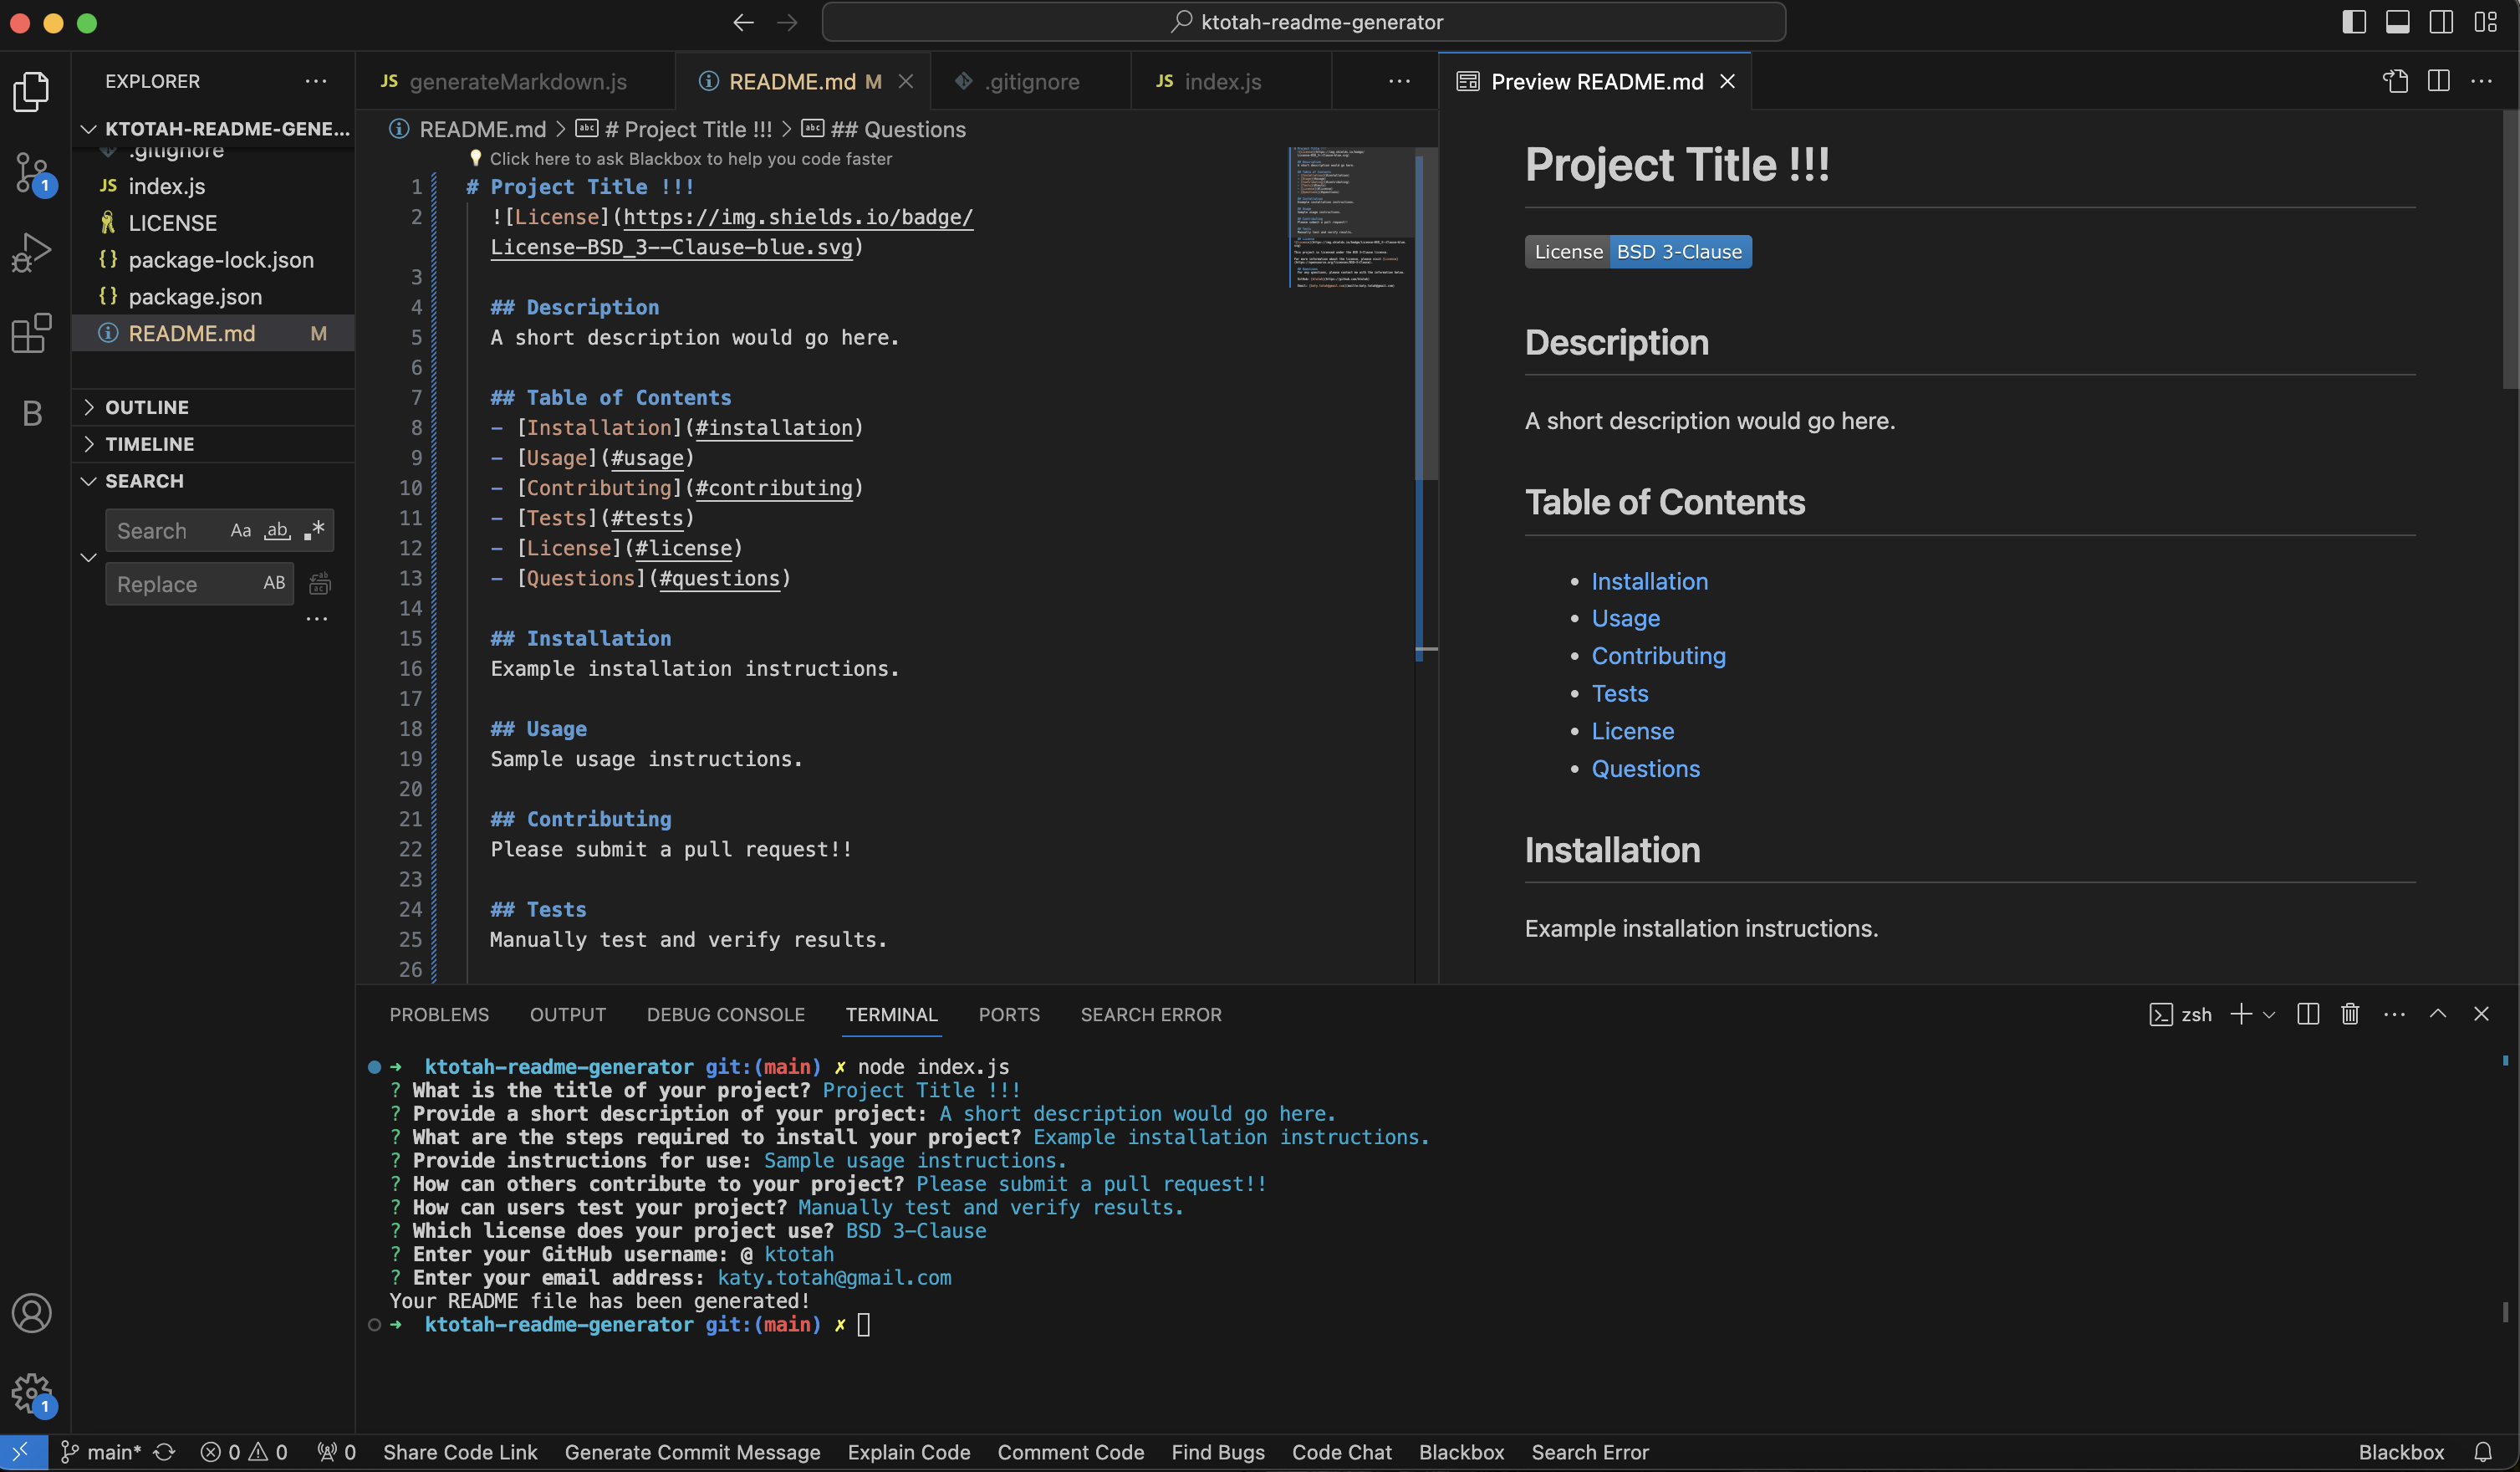 ktotah-readme-generator
EXPLORER
KTOTAH-README-GENE...
.gitignore
JS index.js
LICENSE
{} package-lock.json
{} package.json
README.md M
OUTLINE
TIMELINE
SEARCH
Search Aa ab .*
Replace AB
1
B
1
JS generateMarkdown.js
README.md M
.gitignore
JS index.js
Preview README.md
README.md > # Project Title !!! > ## Questions
Click here to ask Blackbox to help you code faster
1 # Project Title !!!
2 ![License](https://img.shields.io/badge/
License-BSD_3--Clause-blue.svg)
3
4 ## Description
5 A short description would go here.
6
7 ## Table of Contents
8 - [Installation](#installation)
9 - [Usage](#usage)
10 - [Contributing](#contributing)
11 - [Tests](#tests)
12 - [License](#license)
13 - [Questions](#questions)
14
15 ## Installation
16 Example installation instructions.
17
18 ## Usage
19 Sample usage instructions.
20
21 ## Contributing
22 Please submit a pull request!!
23
24 ## Tests
25 Manually test and verify results.
26
Project Title !!!
License BSD 3-Clause
Description
A short description would go here.
Table of Contents
• Installation
• Usage
• Contributing
• Tests
• License
• Questions
Installation
Example installation instructions.
PROBLEMS OUTPUT DEBUG CONSOLE TERMINAL PORTS SEARCH ERROR
zsh
➜ ktotah-readme-generator git:(main) ✗ node index.js
? What is the title of your project? Project Title !!!
? Provide a short description of your project: A short description would go here.
? What are the steps required to install your project? Example installation instructions.
? Provide instructions for use: Sample usage instructions.
? How can others contribute to your project? Please submit a pull request!!
? How can users test your project? Manually test and verify results.
? Which license does your project use? BSD 3-Clause
? Enter your GitHub username: @ ktotah
? Enter your email address: katy.totah@gmail.com
Your README file has been generated!
➜ ktotah-readme-generator git:(main) ✗
main* 0 0 0 Share Code Link Generate Commit Message Explain Code Comment Code Find Bugs Code Chat Blackbox Search Error Blackbox